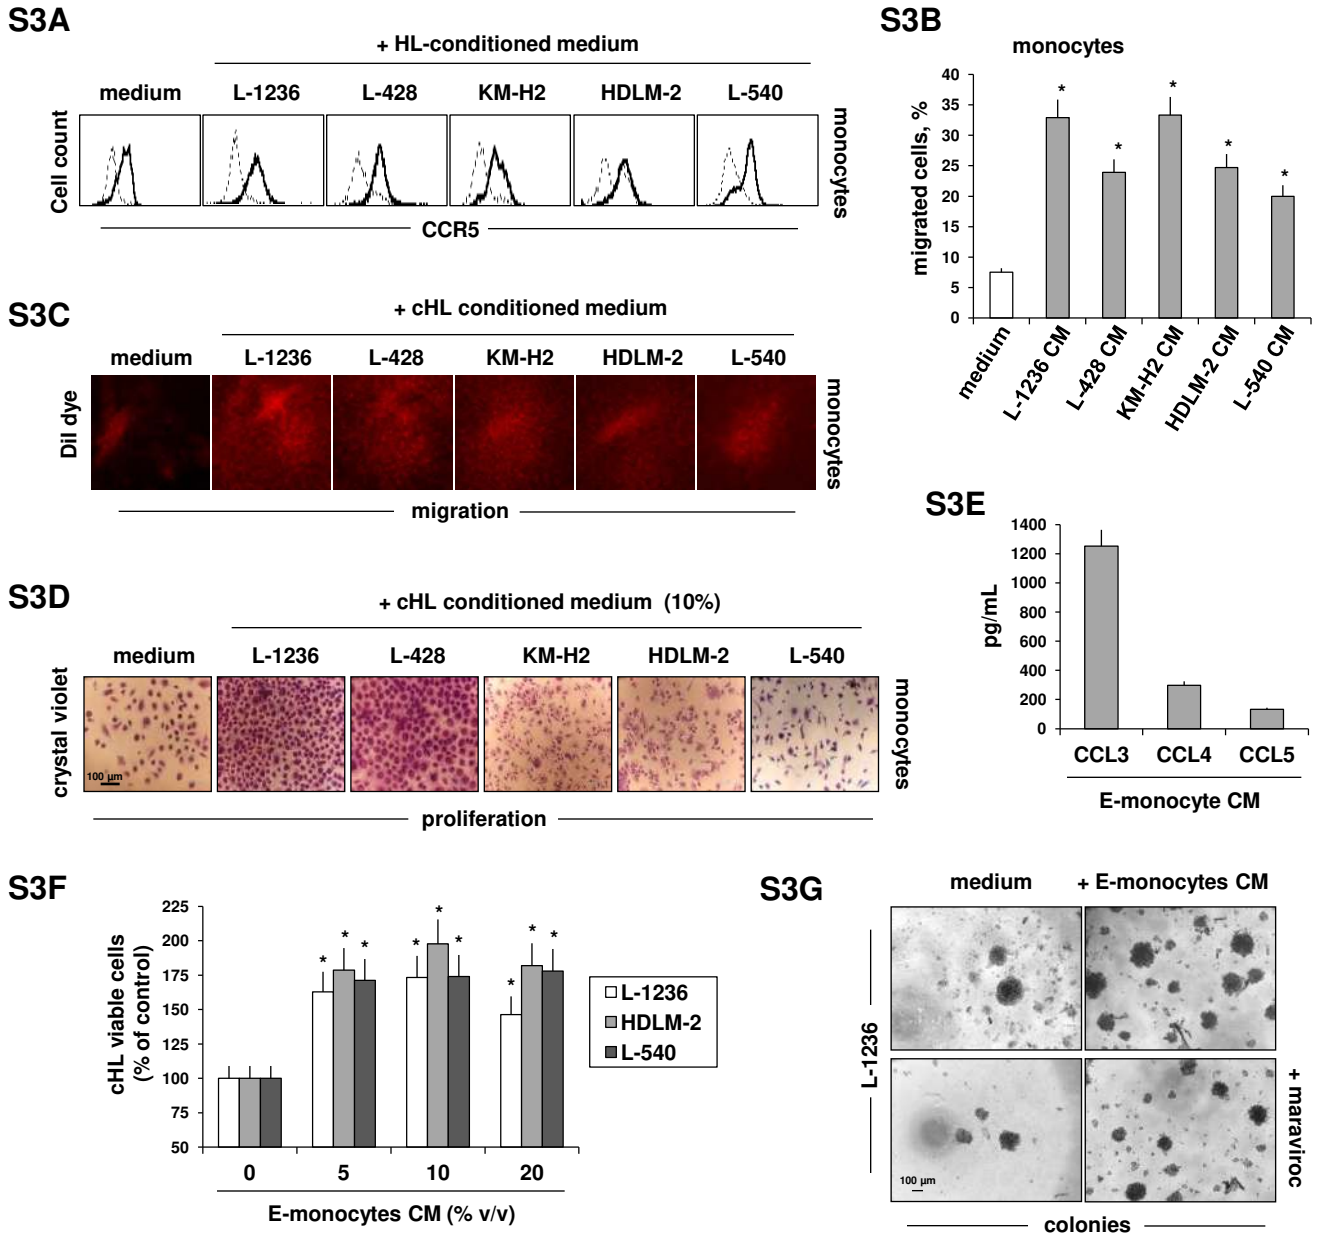 S3A
+ HL-conditioned medium
medium L-1236 L-428 KM-H2 HDLM-2 L-540
Cell count
monocytes
CCR5
S3B
monocytes
migrated cells, %
40
35
30
25
20
15
10
5
0
* * * * *
medium L-1236 CM L-428 CM KM-H2 CM HDLM-2 CM L-540 CM
S3C
+ cHL conditioned medium
medium L-1236 L-428 KM-H2 HDLM-2 L-540
Dil dye
monocytes
migration
S3D
+ cHL conditioned medium (10%)
medium L-1236 L-428 KM-H2 HDLM-2 L-540
crystal violet
100 µm
monocytes
proliferation
S3E
pg/mL
1400
1200
1000
800
600
400
200
0
CCL3 CCL4 CCL5
E-monocyte CM
S3F
cHL viable cells
(% of control)
225
200
175
150
125
100
75
50
* * * * * * * * *
0 5 10 20
E-monocytes CM (% v/v)
L-1236
HDLM-2
L-540
S3G
medium + E-monocytes CM
L-1236
+ maraviroc
100 µm
colonies